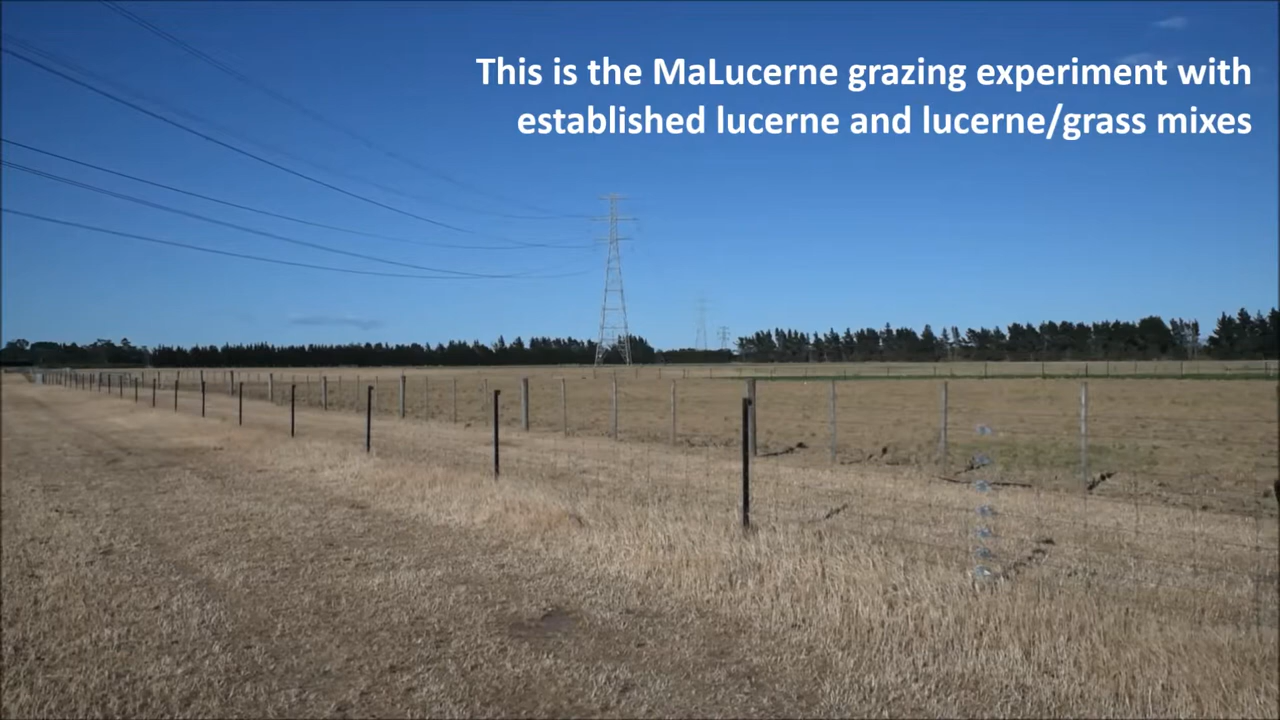 This is the MaLucerne grazing experiment with
established lucerne and lucerne/grass mixes